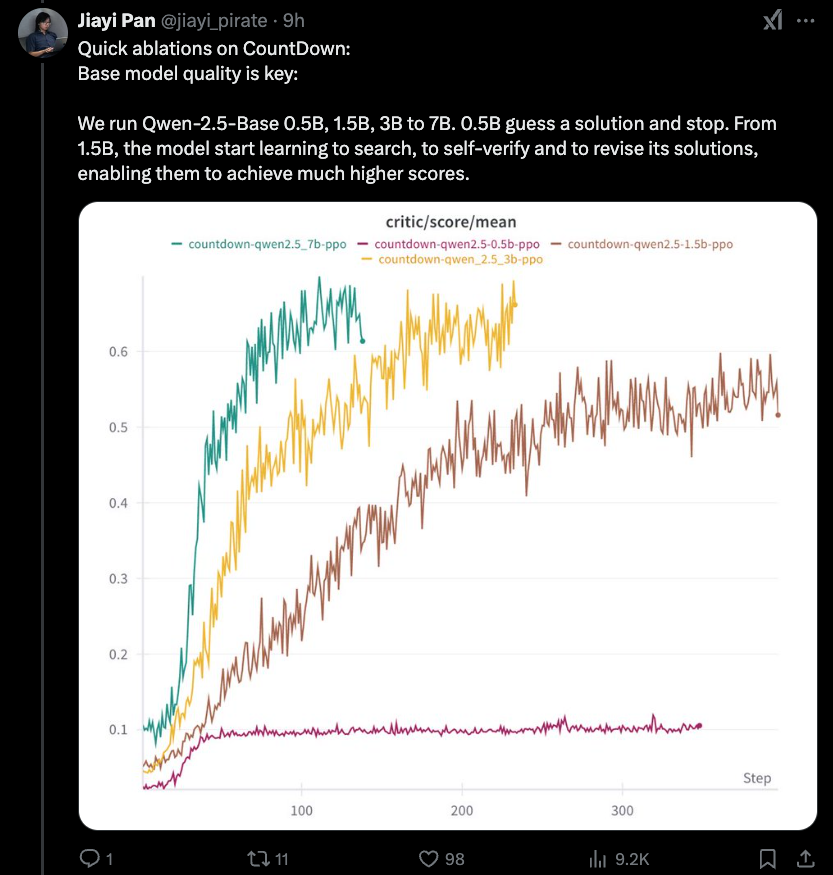 Jiayi Pan @jiayi_pirate · 9h
Quick ablations on CountDown:
Base model quality is key:
We run Qwen-2.5-Base 0.5B, 1.5B, 3B to 7B. 0.5B guess a solution and stop. From
1.5B, the model start learning to search, to self-verify and to revise its solutions,
enabling them to achieve much higher scores.
critic/score/mean
countdown-qwen2.5_7b-ppo countdown-qwen2.5-0.5b-ppo countdown-qwen2.5-1.5b-ppo
countdown-qwen_2.5_3b-ppo
0.6
0.5
0.4
0.3
0.2
0.1
Step
100 200 300
1 11 98 9.2K